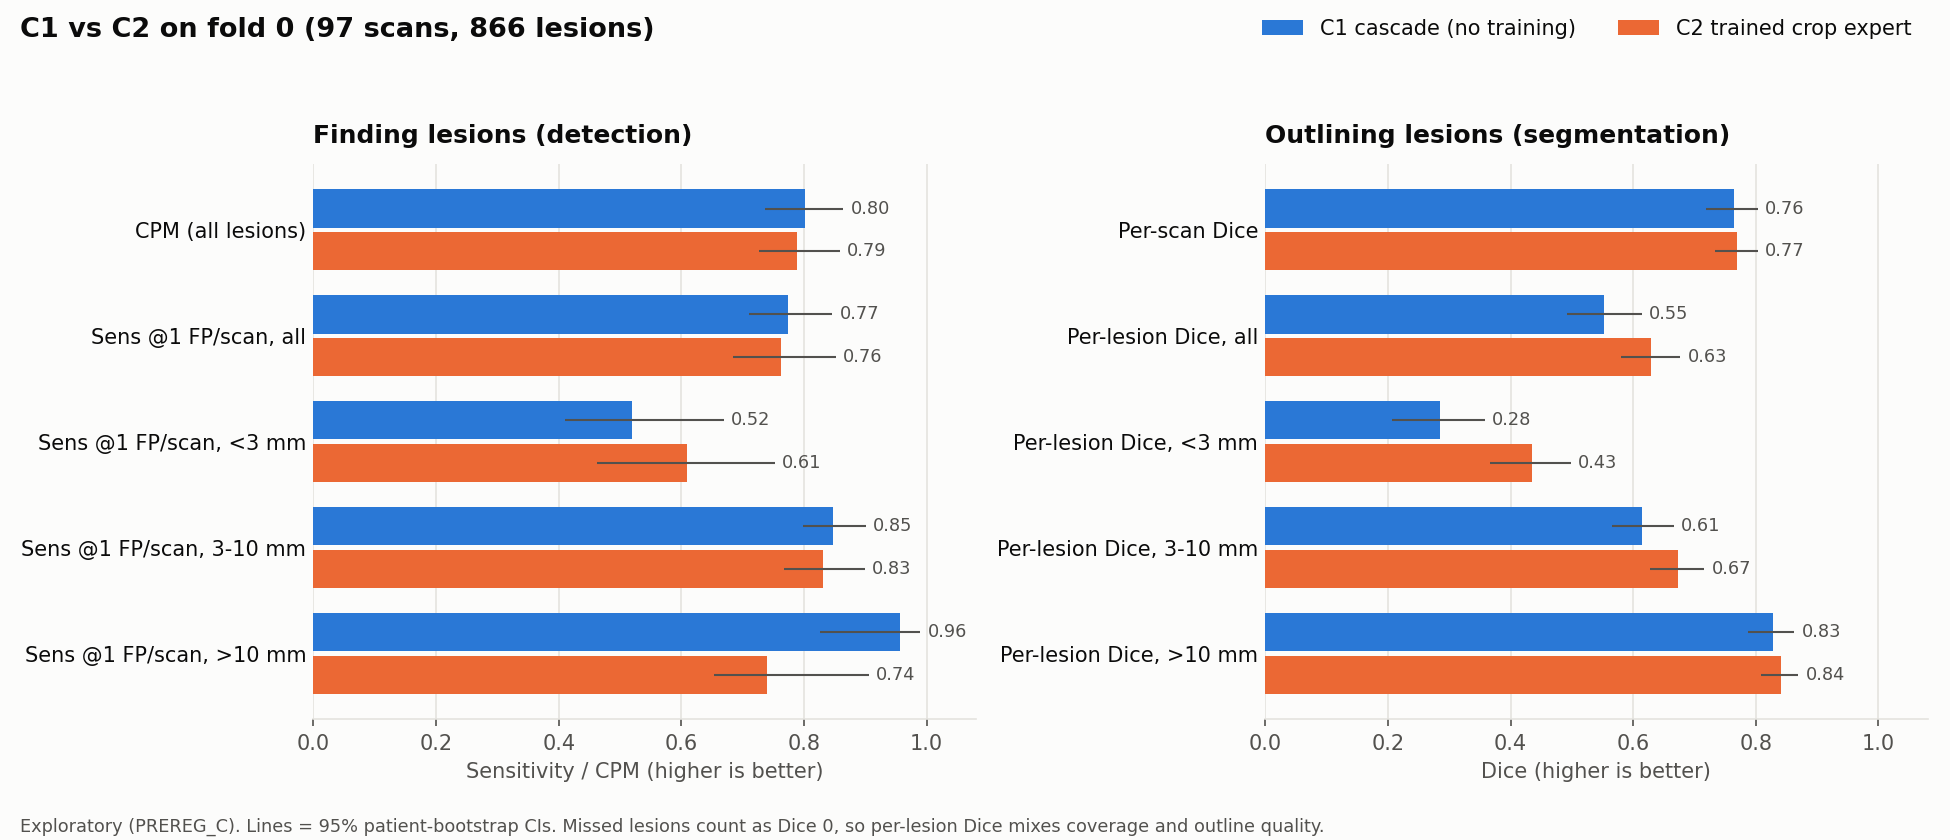 C1 vs C2 on fold 0 (97 scans, 866 lesions)
C1 cascade (no training)
C2 trained crop expert
Finding lesions (detection)
CPM (all lesions)
0.80
0.79
Sens @1 FP/scan, all
0.77
0.76
Sens @1 FP/scan, <3 mm
0.52
0.61
Sens @1 FP/scan, 3-10 mm
0.85
0.83
Sens @1 FP/scan, >10 mm
0.96
0.74
0.0 0.2 0.4 0.6 0.8 1.0
Sensitivity / CPM (higher is better)
Outlining lesions (segmentation)
Per-scan Dice
0.76
0.77
Per-lesion Dice, all
0.55
0.63
Per-lesion Dice, <3 mm
0.28
0.43
Per-lesion Dice, 3-10 mm
0.61
0.67
Per-lesion Dice, >10 mm
0.83
0.84
0.0 0.2 0.4 0.6 0.8 1.0
Dice (higher is better)
Exploratory (PREREG_C). Lines = 95% patient-bootstrap CIs. Missed lesions count as Dice 0, so per-lesion Dice mixes coverage and outline quality.